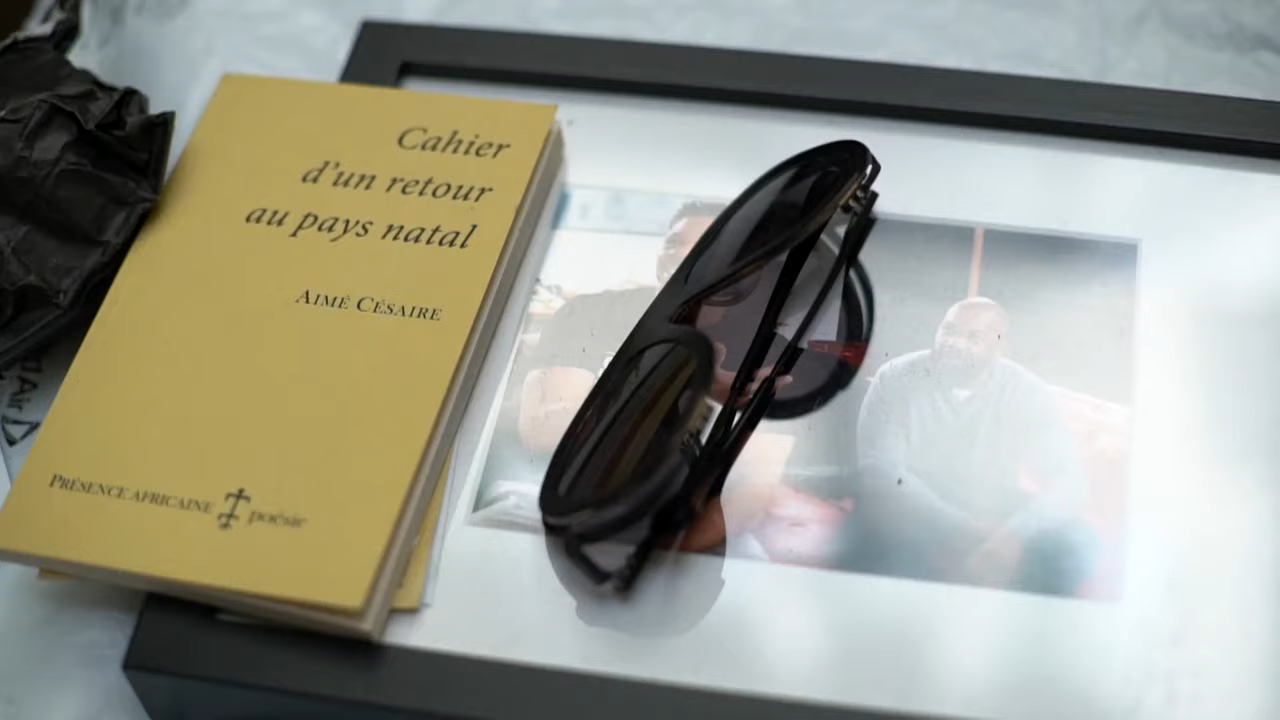 Cahier
d'un retour
au pays natal
AIMÉ CÉSAIRE
PRÉSENCE AFRICAINE poésie